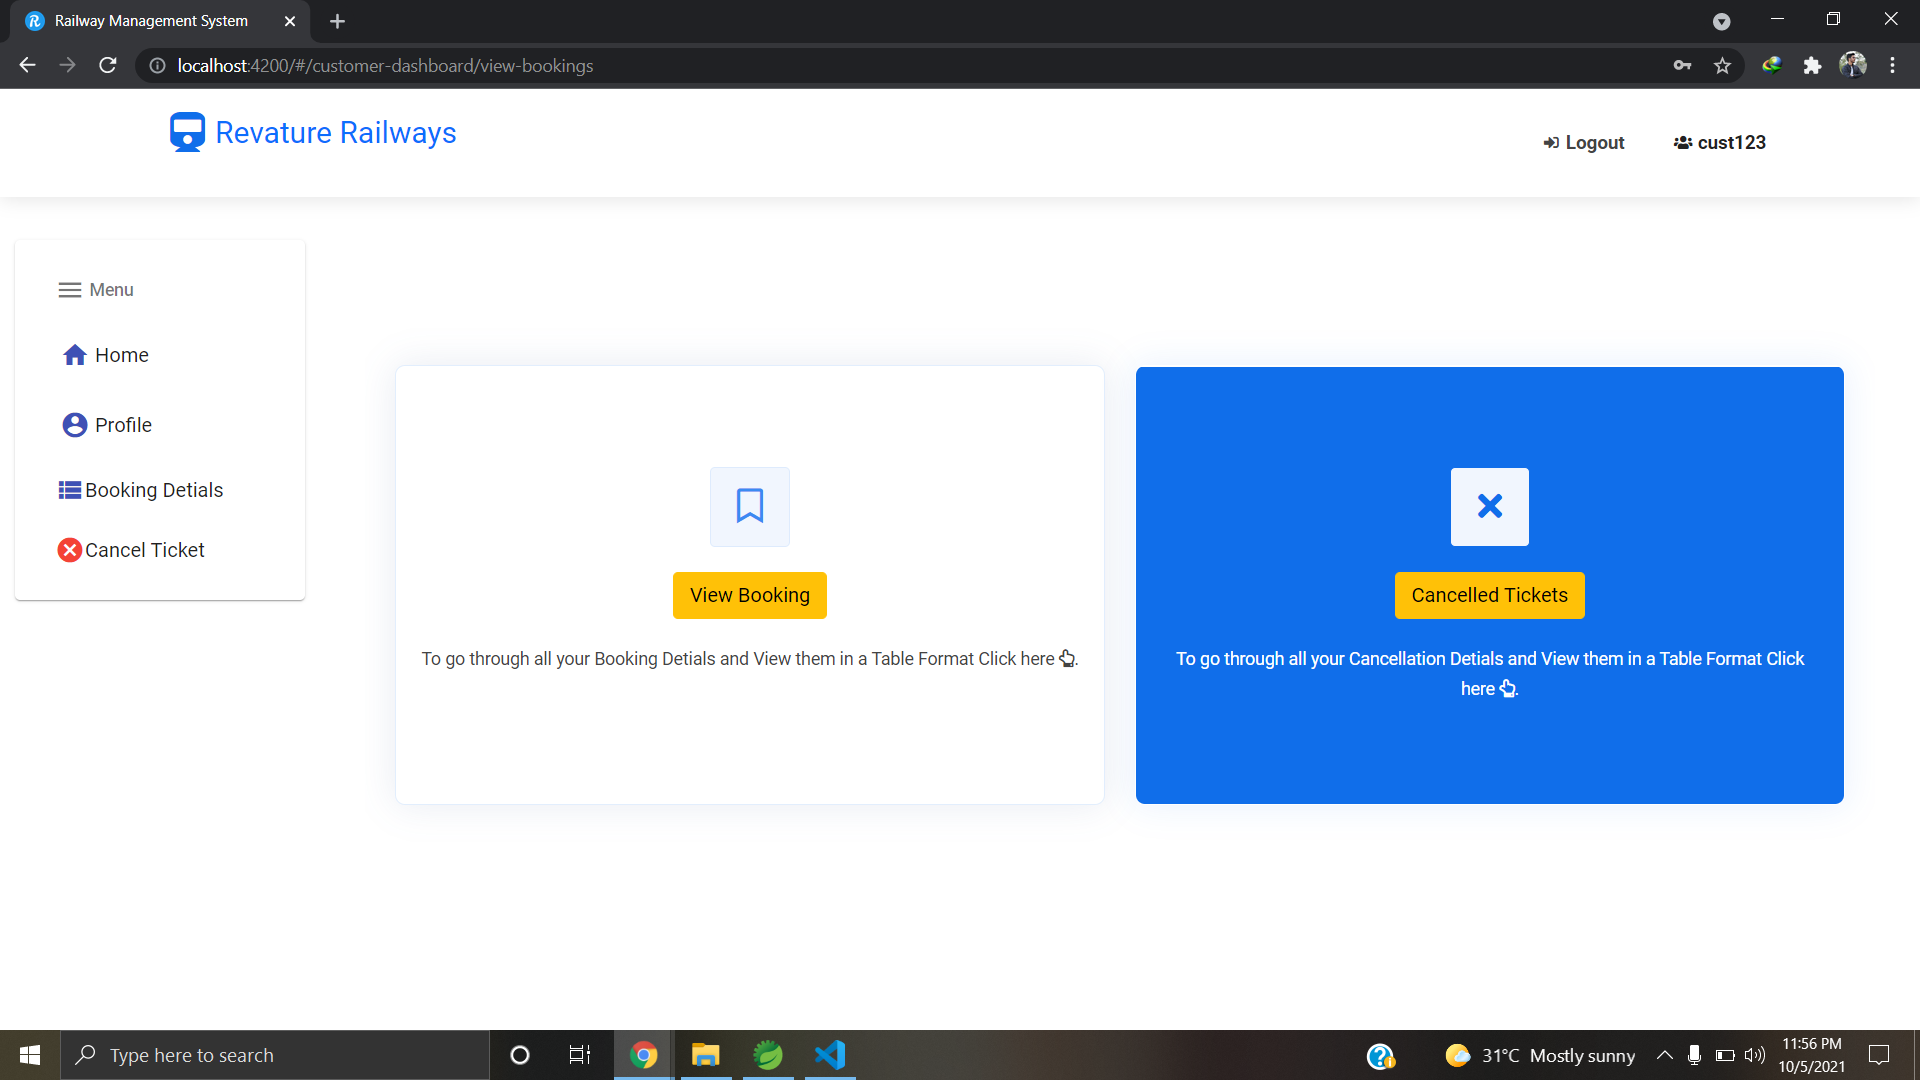 Railway Management System
localhost:4200/#/customer-dashboard/view-bookings
Revature Railways
Logout
cust123
Menu
Home
Profile
Booking Detials
Cancel Ticket
View Booking
To go through all your Booking Detials and View them in a Table Format Click here .
Cancelled Tickets
To go through all your Cancellation Detials and View them in a Table Format Click
here .
Type here to search
31°C Mostly sunny
11:56 PM
10/5/2021